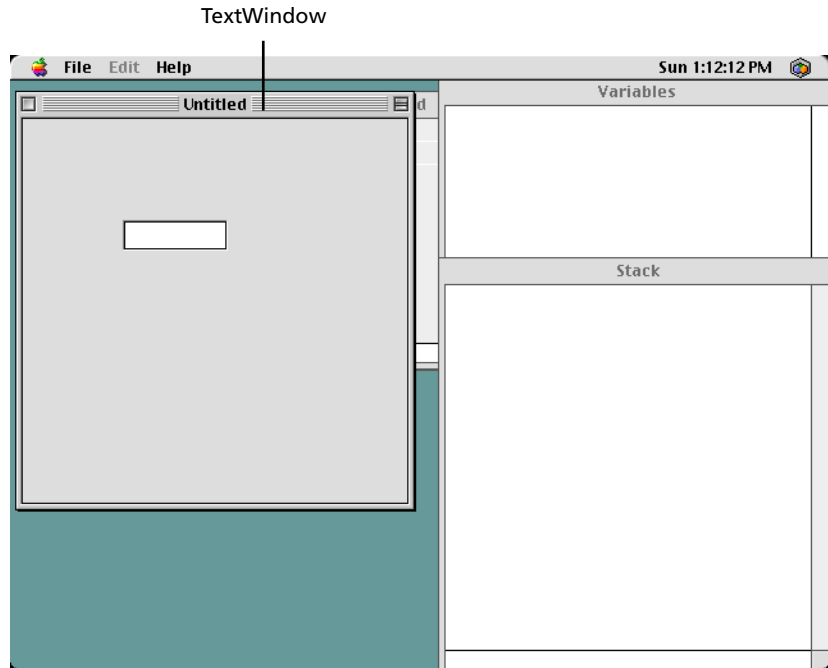 TextWindow
File Edit Help Sun 1:12:12 PM
Variables
Untitled
d
Stack